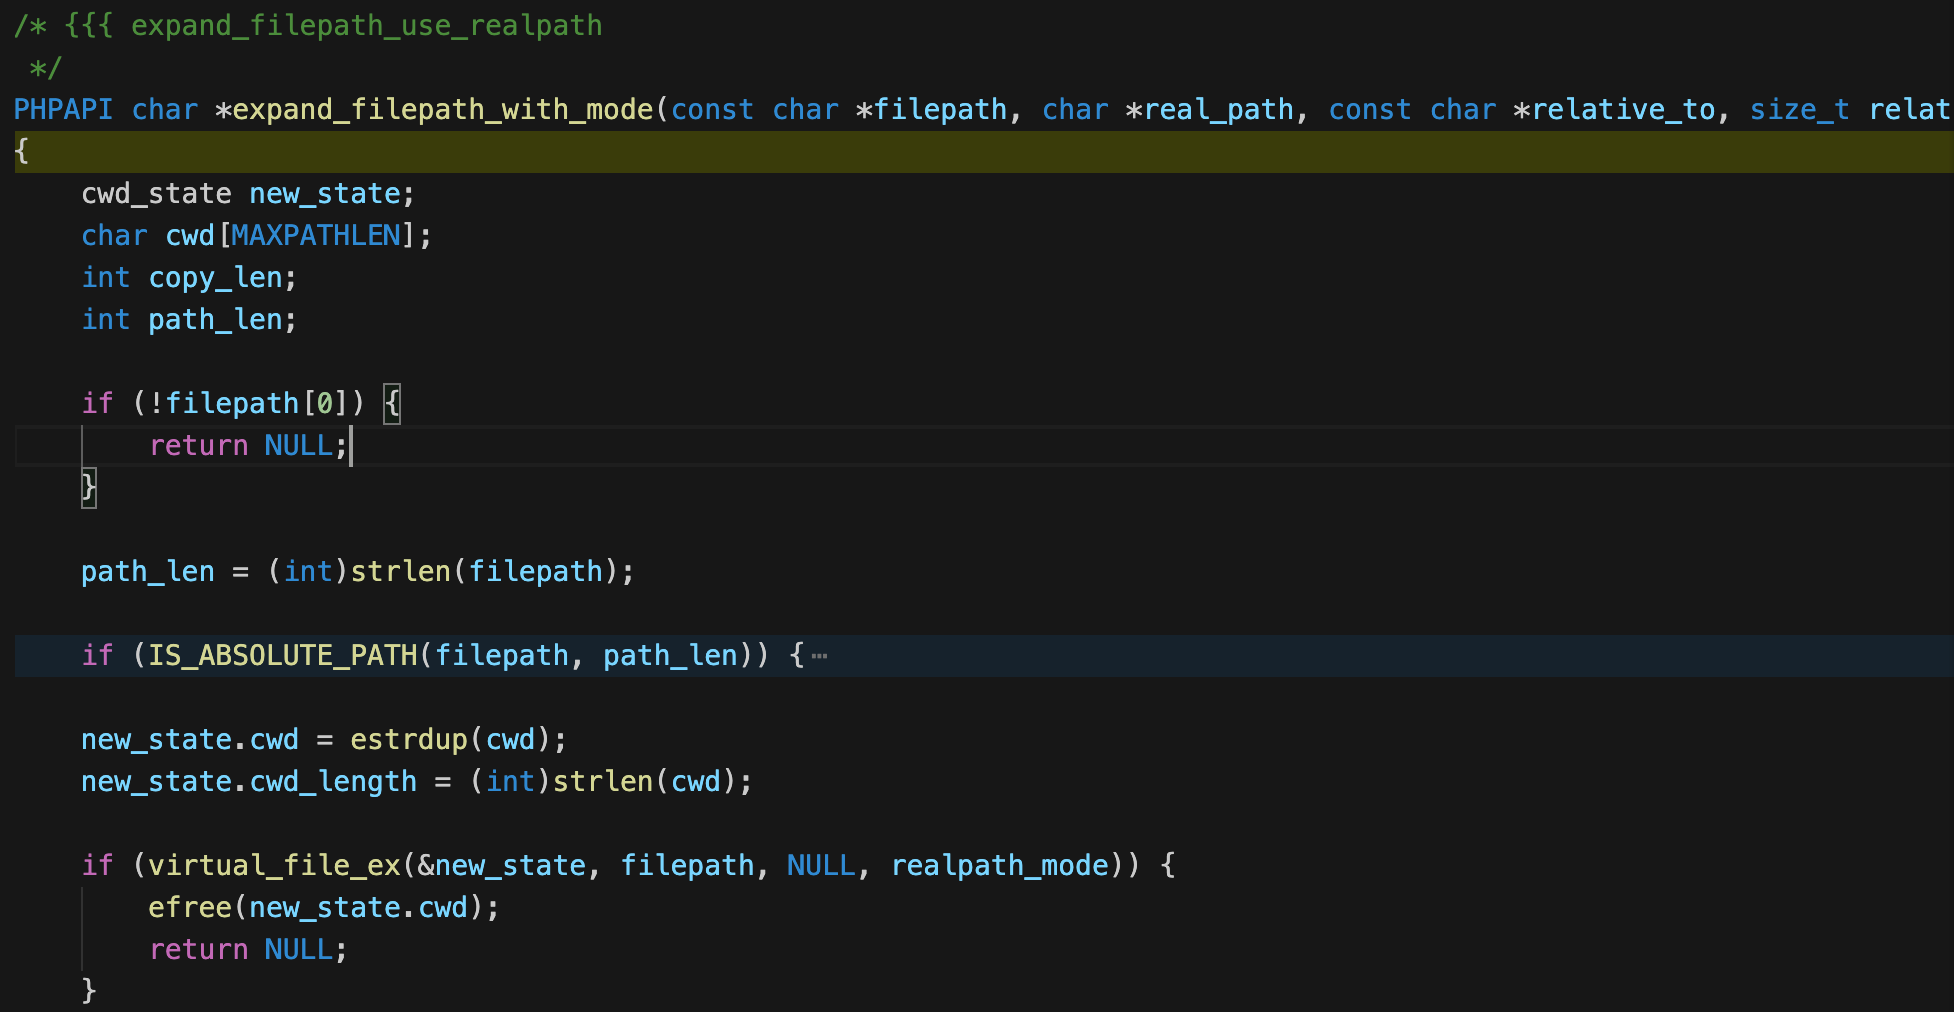 /* {{{ expand_filepath_use_realpath
 */
PHPAPI char *expand_filepath_with_mode(const char *filepath, char *real_path, const char *relative_to, size_t relat
{
    cwd_state new_state;
    char cwd[MAXPATHLEN];
    int copy_len;
    int path_len;

    if (!filepath[0]) {
        return NULL;
    }

    path_len = (int)strlen(filepath);

    if (IS_ABSOLUTE_PATH(filepath, path_len)) {⋯

    new_state.cwd = estrdup(cwd);
    new_state.cwd_length = (int)strlen(cwd);

    if (virtual_file_ex(&new_state, filepath, NULL, realpath_mode)) {
        efree(new_state.cwd);
        return NULL;
    }